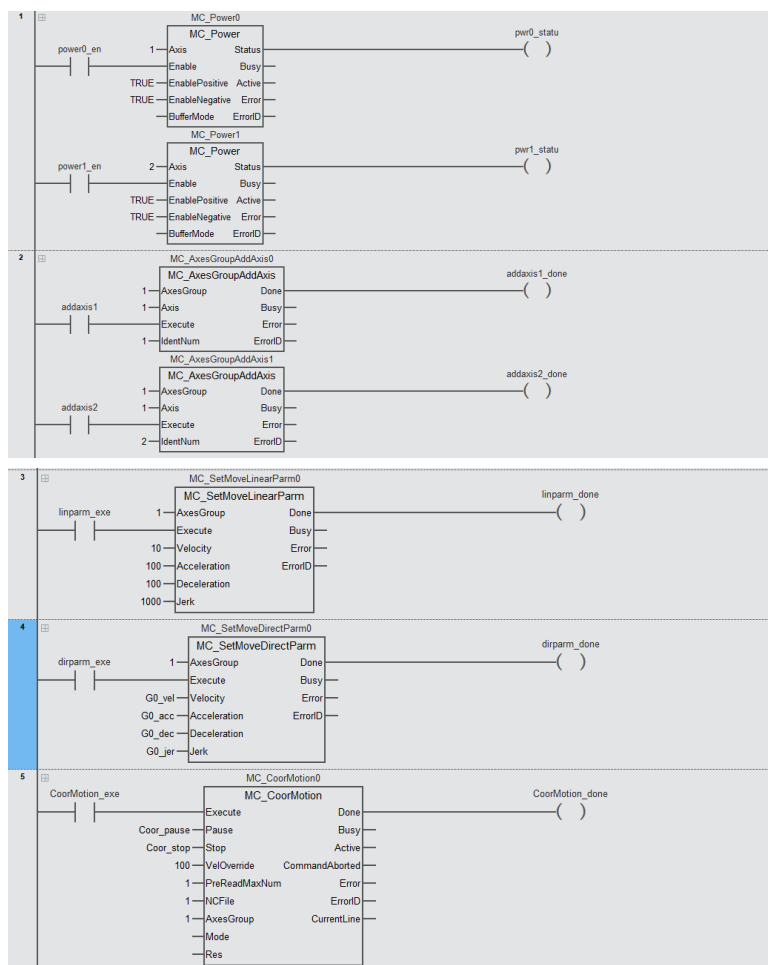 1
MC_Power0
MC_Power
pwr0_statu
power0_en
1 Axis Status
Enable Busy
TRUE EnablePositive Active
TRUE EnableNegative Error
BufferMode ErrorID
MC_Power1
MC_Power
pwr1_statu
power1_en
2 Axis Status
Enable Busy
TRUE EnablePositive Active
TRUE EnableNegative Error
BufferMode ErrorID
2
MC_AxesGroupAddAxis0
MC_AxesGroupAddAxis
addaxis1_done
1 AxesGroup Done
addaxis1
1 Axis Busy
Execute Error
1 IdentNum ErrorID
MC_AxesGroupAddAxis1
MC_AxesGroupAddAxis
addaxis2_done
1 AxesGroup Done
addaxis2
1 Axis Busy
Execute Error
2 IdentNum ErrorID
3
MC_SetMoveLinearParm0
MC_SetMoveLinearParm
linparm_done
linparm_exe
1 AxesGroup Done
Execute Busy
10 Velocity Error
100 Acceleration ErrorID
100 Deceleration
1000 Jerk
4
MC_SetMoveDirectParm0
MC_SetMoveDirectParm
dirparm_done
dirparm_exe
1 AxesGroup Done
Execute Busy
G0_vel Velocity Error
G0_acc Acceleration ErrorID
G0_dec Deceleration
G0_jer Jerk
5
MC_CoorMotion0
MC_CoorMotion
CoorMotion_exe
CoorMotion_done
Execute Done
Coor_pause Pause Busy
Coor_stop Stop Active
100 VelOverride CommandAborted
1 PreReadMaxNum Error
1 NCFile ErrorID
1 AxesGroup CurrentLine
Mode
Res